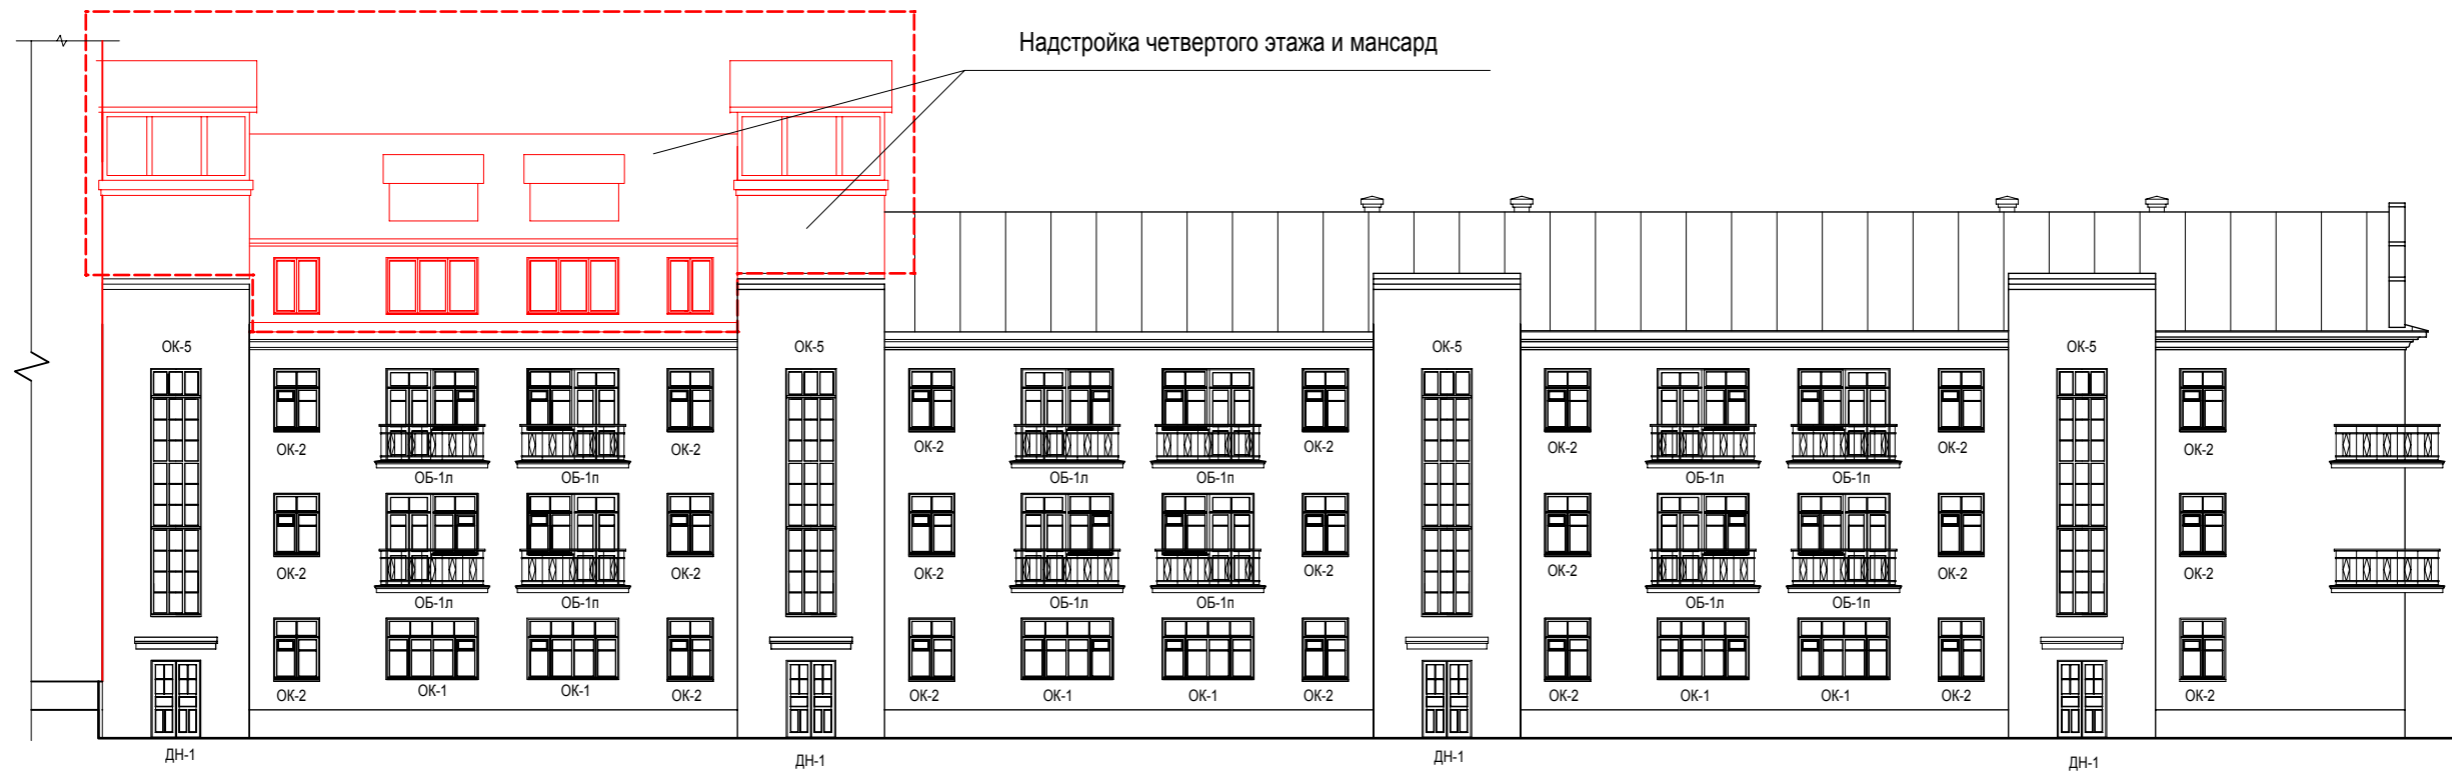 Надстройка четвертого этажа и мансард
ОК-5 ОК-5 ОК-5 ОК-5
ОК-2 ОК-2 ОК-2 ОК-2 ОК-2 ОК-2 ОК-2
ОБ-1л ОБ-1п ОБ-1л ОБ-1п ОБ-1л ОБ-1п
ОК-2 ОК-2 ОК-2 ОК-2 ОК-2 ОК-2 ОК-2
ОБ-1л ОБ-1п ОБ-1л ОБ-1п ОБ-1л ОБ-1п
ОК-2 ОК-1 ОК-1 ОК-2 ОК-2 ОК-1 ОК-1 ОК-2 ОК-2 ОК-1 ОК-1 ОК-2 ОК-2
ДН-1 ДН-1 ДН-1 ДН-1